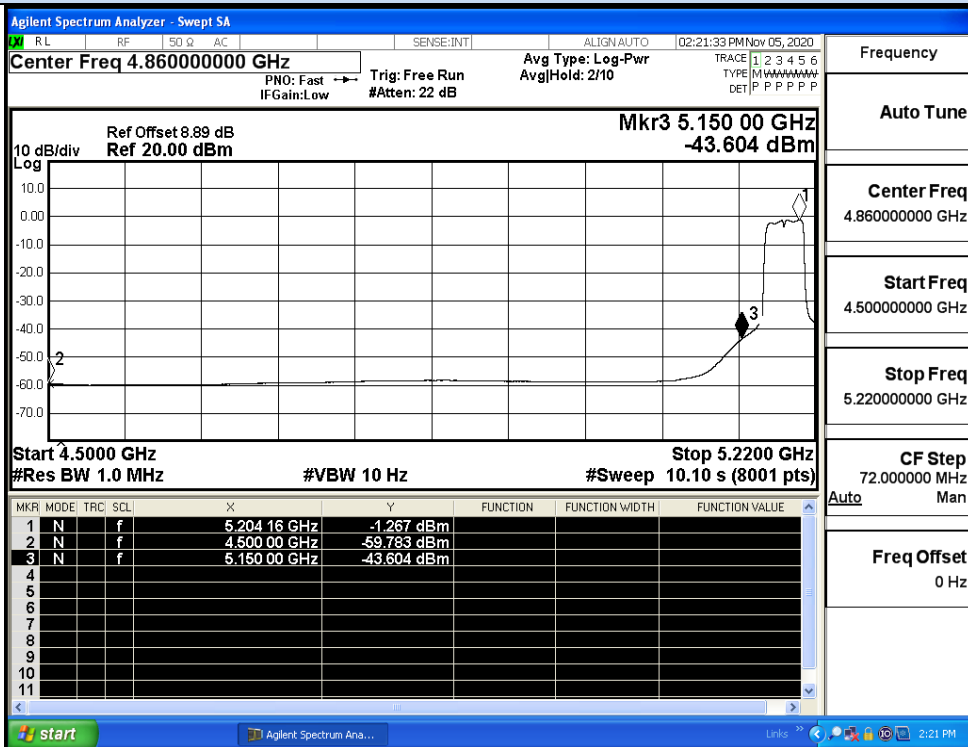 Agilent Spectrum Analyzer - Swept SA
LXI RL RF 50 Ω AC SENSE:INT ALIGN AUTO 02:21:33 PM Nov 05, 2020
Center Freq 4.860000000 GHz
PNO: Fast
IFGain:Low
Trig: Free Run
#Atten: 22 dB
Avg Type: Log-Pwr
Avg|Hold: 2/10
TRACE 1 2 3 4 5 6
TYPE M WWWWW
DET P P P P P P
Mkr3 5.150 00 GHz
-43.604 dBm
Ref Offset 8.89 dB
10 dB/div Ref 20.00 dBm
Log
10.0
0.00
-10.0
-20.0
-30.0
-40.0
-50.0
-60.0
-70.0
1
2
3
Start 4.5000 GHz Stop 5.2200 GHz
#Res BW 1.0 MHz #VBW 10 Hz #Sweep 10.10 s (8001 pts)
MKR MODE TRC SCL X Y FUNCTION FUNCTION WIDTH FUNCTION VALUE
1 N f 5.204 16 GHz -1.267 dBm
2 N f 4.500 00 GHz -59.783 dBm
3 N f 5.150 00 GHz -43.604 dBm
4
5
6
7
8
9
10
11
Frequency
Auto Tune
Center Freq
4.860000000 GHz
Start Freq
4.500000000 GHz
Stop Freq
5.220000000 GHz
CF Step
72.000000 MHz
Auto Man
Freq Offset
0 Hz
start Agilent Spectrum Ana... Links » 2:21 PM